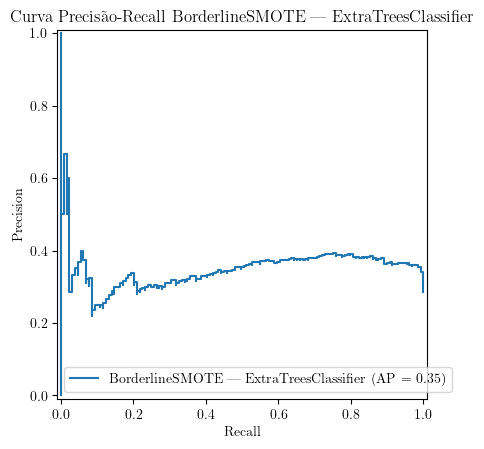 Curva Precisão-Recall BorderlineSMOTE — ExtraTreesClassifier
1.0
0.8
0.6
0.4
0.2
0.0
Precision
BorderlineSMOTE — ExtraTreesClassifier (AP = 0.35)
0.0 0.2 0.4 0.6 0.8 1.0
Recall